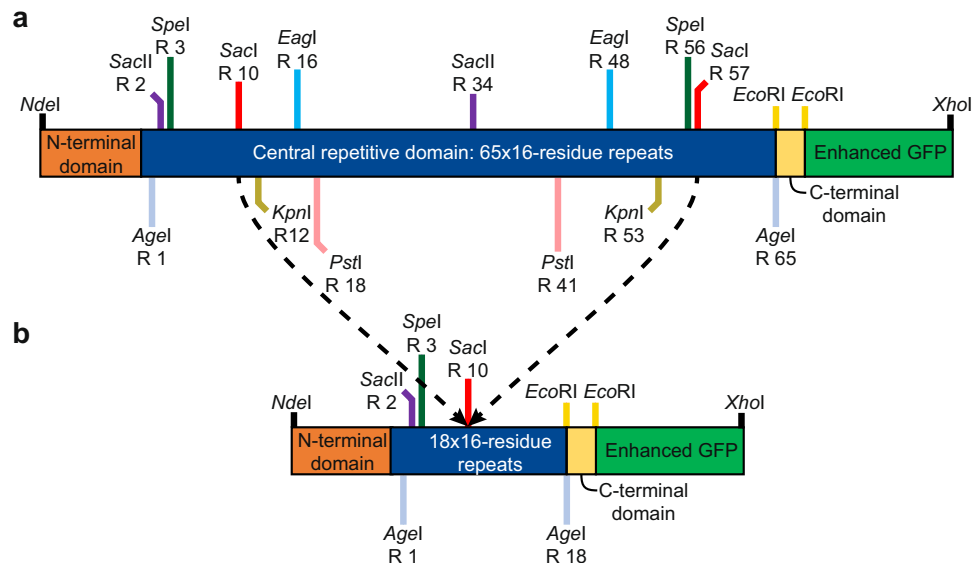 a
SpeI
R 3
SacII
R 2
SacI
R 10
EagI
R 16
SacII
R 34
EagI
R 48
SpeI
R 56
SacI
R 57
EcoRI
EcoRI
NdeI
XhoI
N-terminal
domain
Central repetitive domain: 65x16-residue repeats
Enhanced GFP
C-terminal
domain
AgeI
R 1
KpnI
R12
PstI
R 18
PstI
R 41
KpnI
R 53
AgeI
R 65
b
SpeI
R 3
SacI
R 10
SacII
R 2
EcoRI
EcoRI
NdeI
XhoI
N-terminal
domain
18x16-residue
repeats
Enhanced GFP
C-terminal
domain
AgeI
R 1
AgeI
R 18